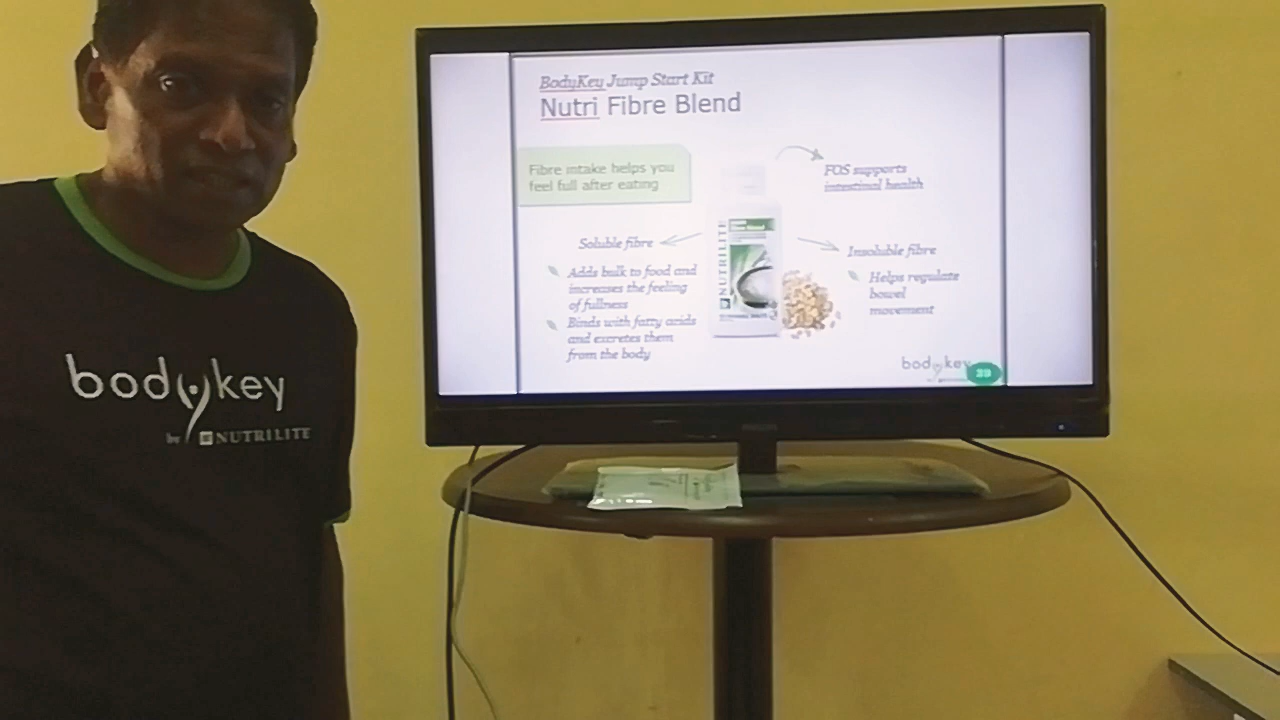 BodyKey Jump Start Kit
Nutri Fibre Blend
Fibre intake helps you
feel full after eating
FOS supports
intestinal health
Soluble fibre
Adds bulk to food and
increases the feeling
of fullness
Binds with fatty acids
and excretes them
from the body
NUTRILITE
Insoluble fibre
Helps regulate
bowel
movement
bodykey
39
bodykey
by NUTRILITE